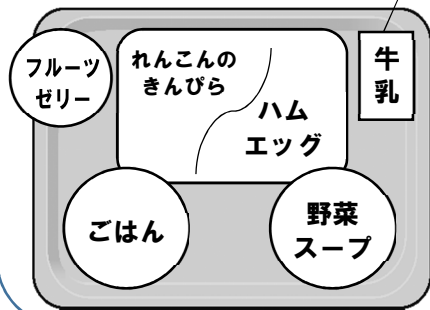 フルーツ
ゼリー
れんこんの
きんぴら
ハム
エッグ
牛
乳
ごはん
野菜
スープ